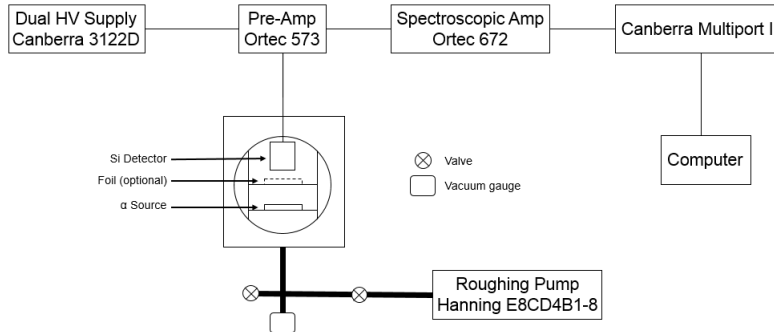 Dual HV Supply
Canberra 3122D
Pre-Amp
Ortec 573
Spectroscopic Amp
Ortec 672
Canberra Multiport I
Si Detector
Foil (optional)
α Source
Valve
Vacuum gauge
Computer
Roughing Pump
Hanning E8CD4B1-8